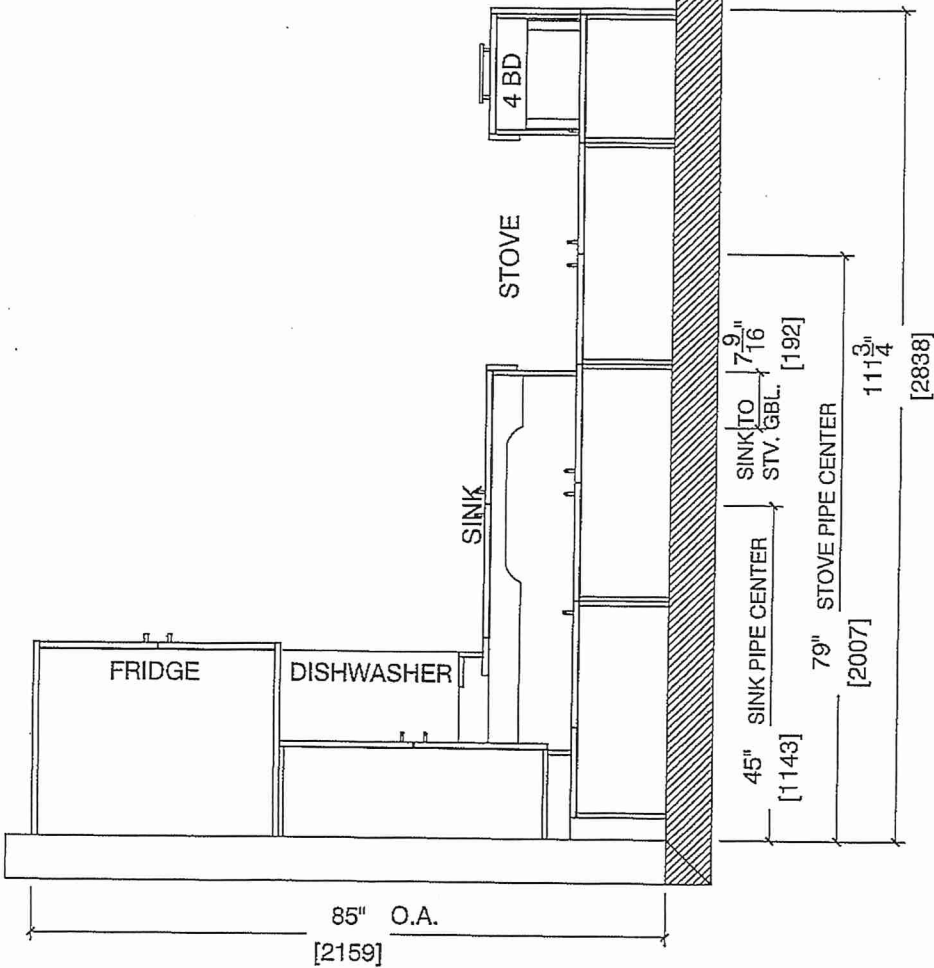 4 BD
STOVE
SINK
FRIDGE
DISHWASHER
7 9/16"
[192]
SINK TO
STV. GBL.
111 3/4"
[2838]
79" STOVE PIPE CENTER
[2007]
45" SINK PIPE CENTER
[1143]
85" O.A.
[2159]